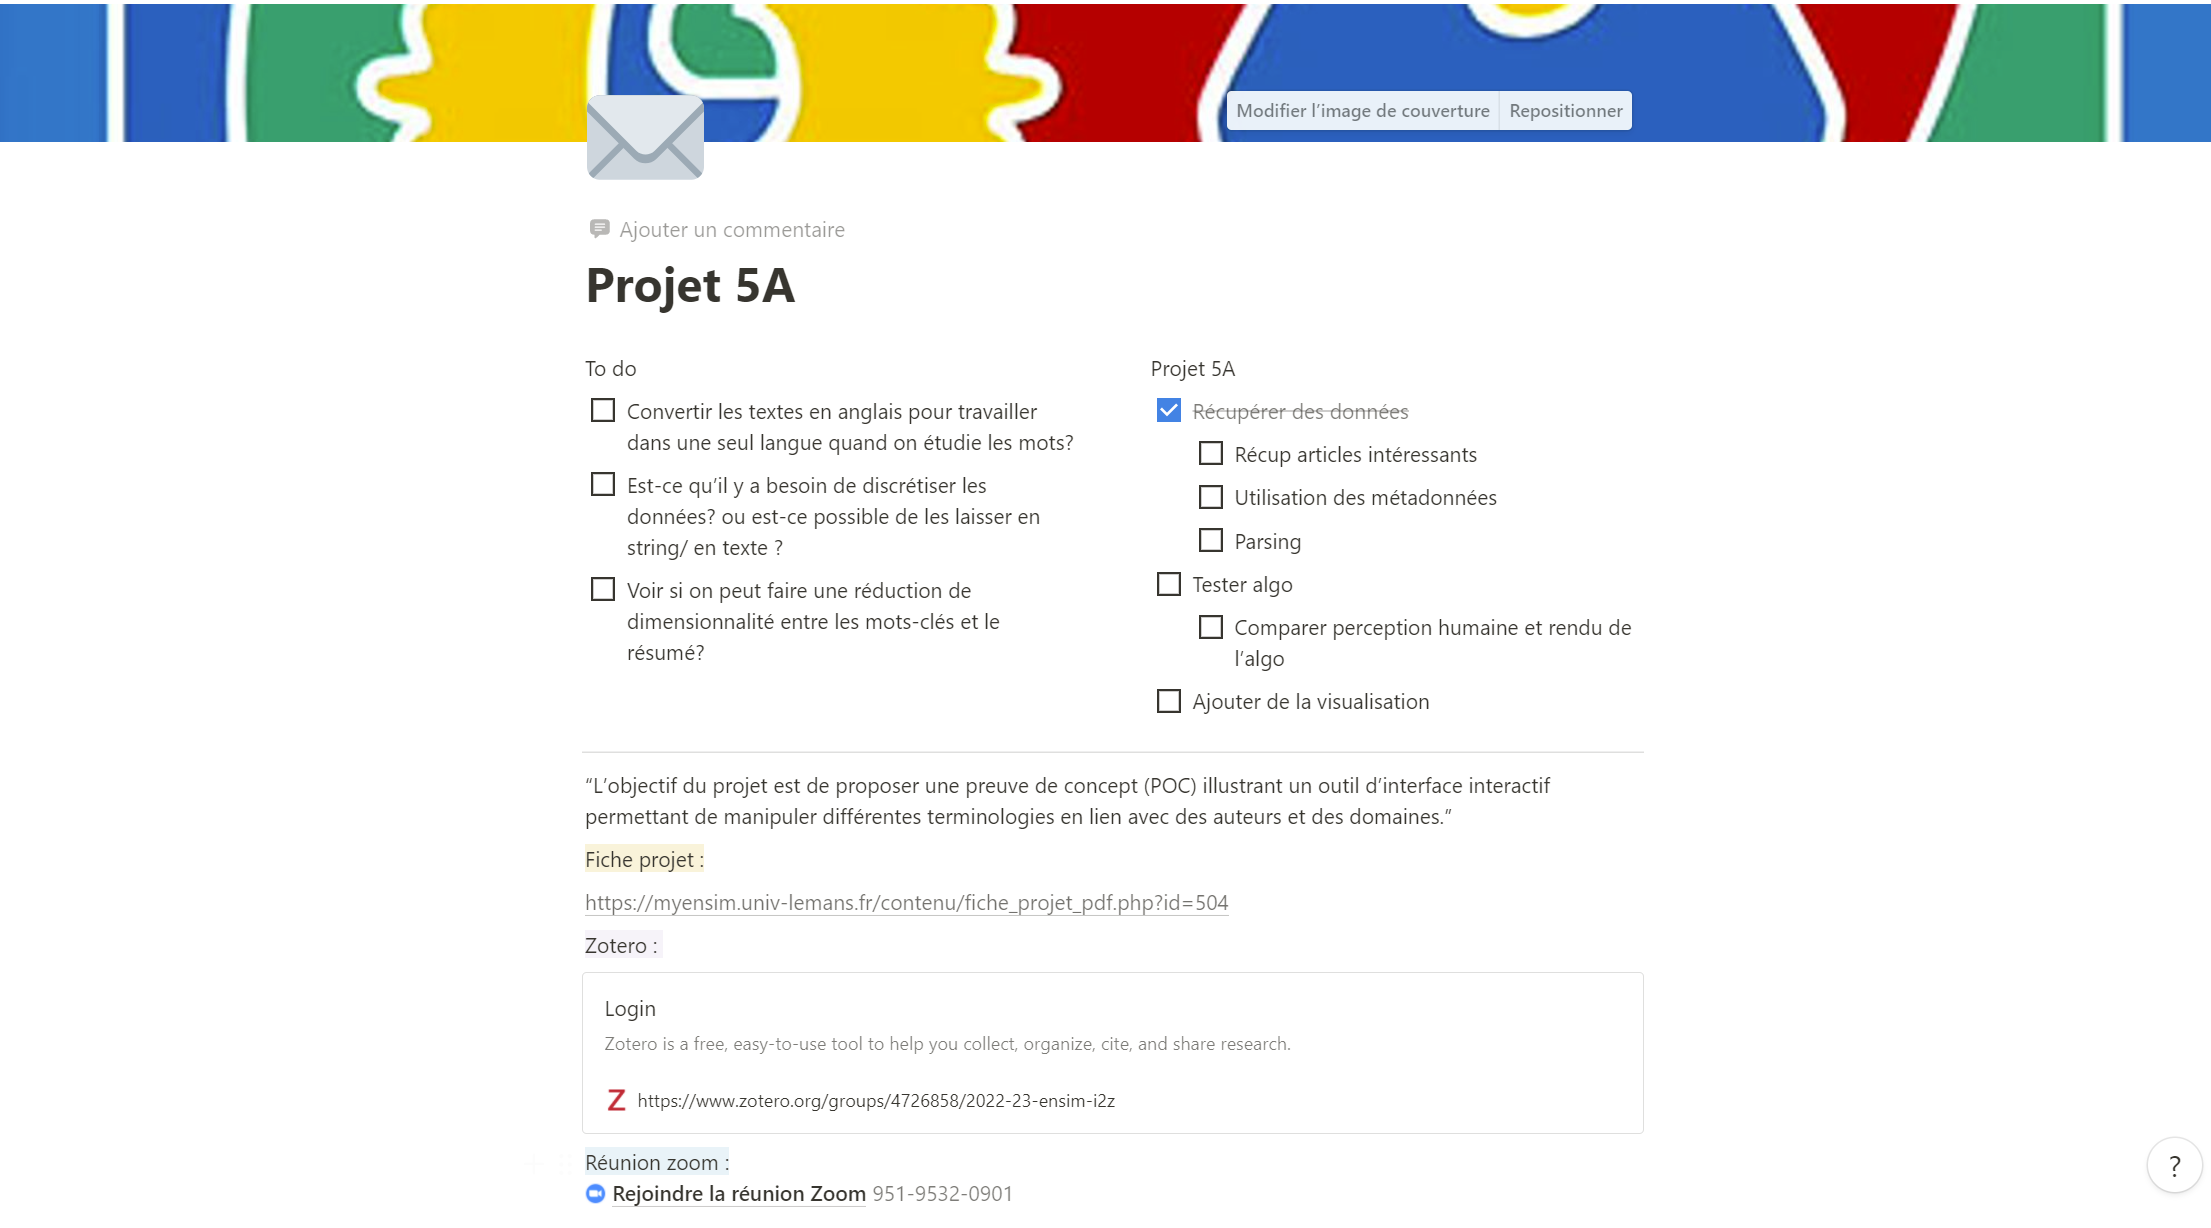 Modifier l'image de couverture
Repositionner
Ajouter un commentaire
Projet 5A
To do
Convertir les textes en anglais pour travailler
dans une seul langue quand on étudie les mots?
Est-ce qu'il y a besoin de discrétiser les
données? ou est-ce possible de les laisser en
string/ en texte ?
Voir si on peut faire une réduction de
dimensionnalité entre les mots-clés et le
résumé?
Projet 5A
Récupérer des données
Récup articles intéressants
Utilisation des métadonnées
Parsing
Tester algo
Comparer perception humaine et rendu de
l'algo
Ajouter de la visualisation
“L'objectif du projet est de proposer une preuve de concept (POC) illustrant un outil d'interface interactif
permettant de manipuler différentes terminologies en lien avec des auteurs et des domaines.”
Fiche projet :
https://myensim.univ-lemans.fr/contenu/fiche_projet_pdf.php?id=504
Zotero :
Login
Zotero is a free, easy-to-use tool to help you collect, organize, cite, and share research.
Z https://www.zotero.org/groups/4726858/2022-23-ensim-i2z
Réunion zoom :
Rejoindre la réunion Zoom 951-9532-0901
?